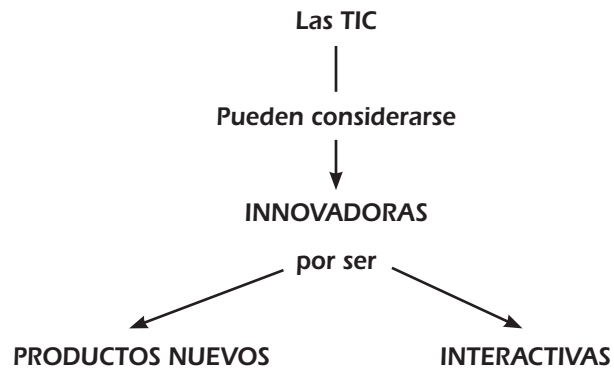 Las TIC
Pueden considerarse
INNOVADORAS
por ser
PRODUCTOS NUEVOS
INTERACTIVAS